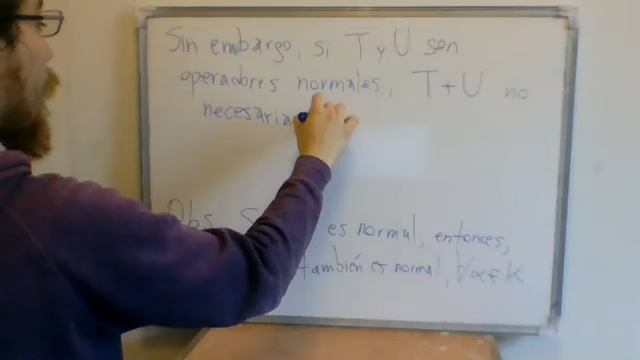 Sin embargo, si T y U son
operadores normales, T+U no
necesaria
Obs. S
es normal, entonces,
también es normal, ∀α∈K